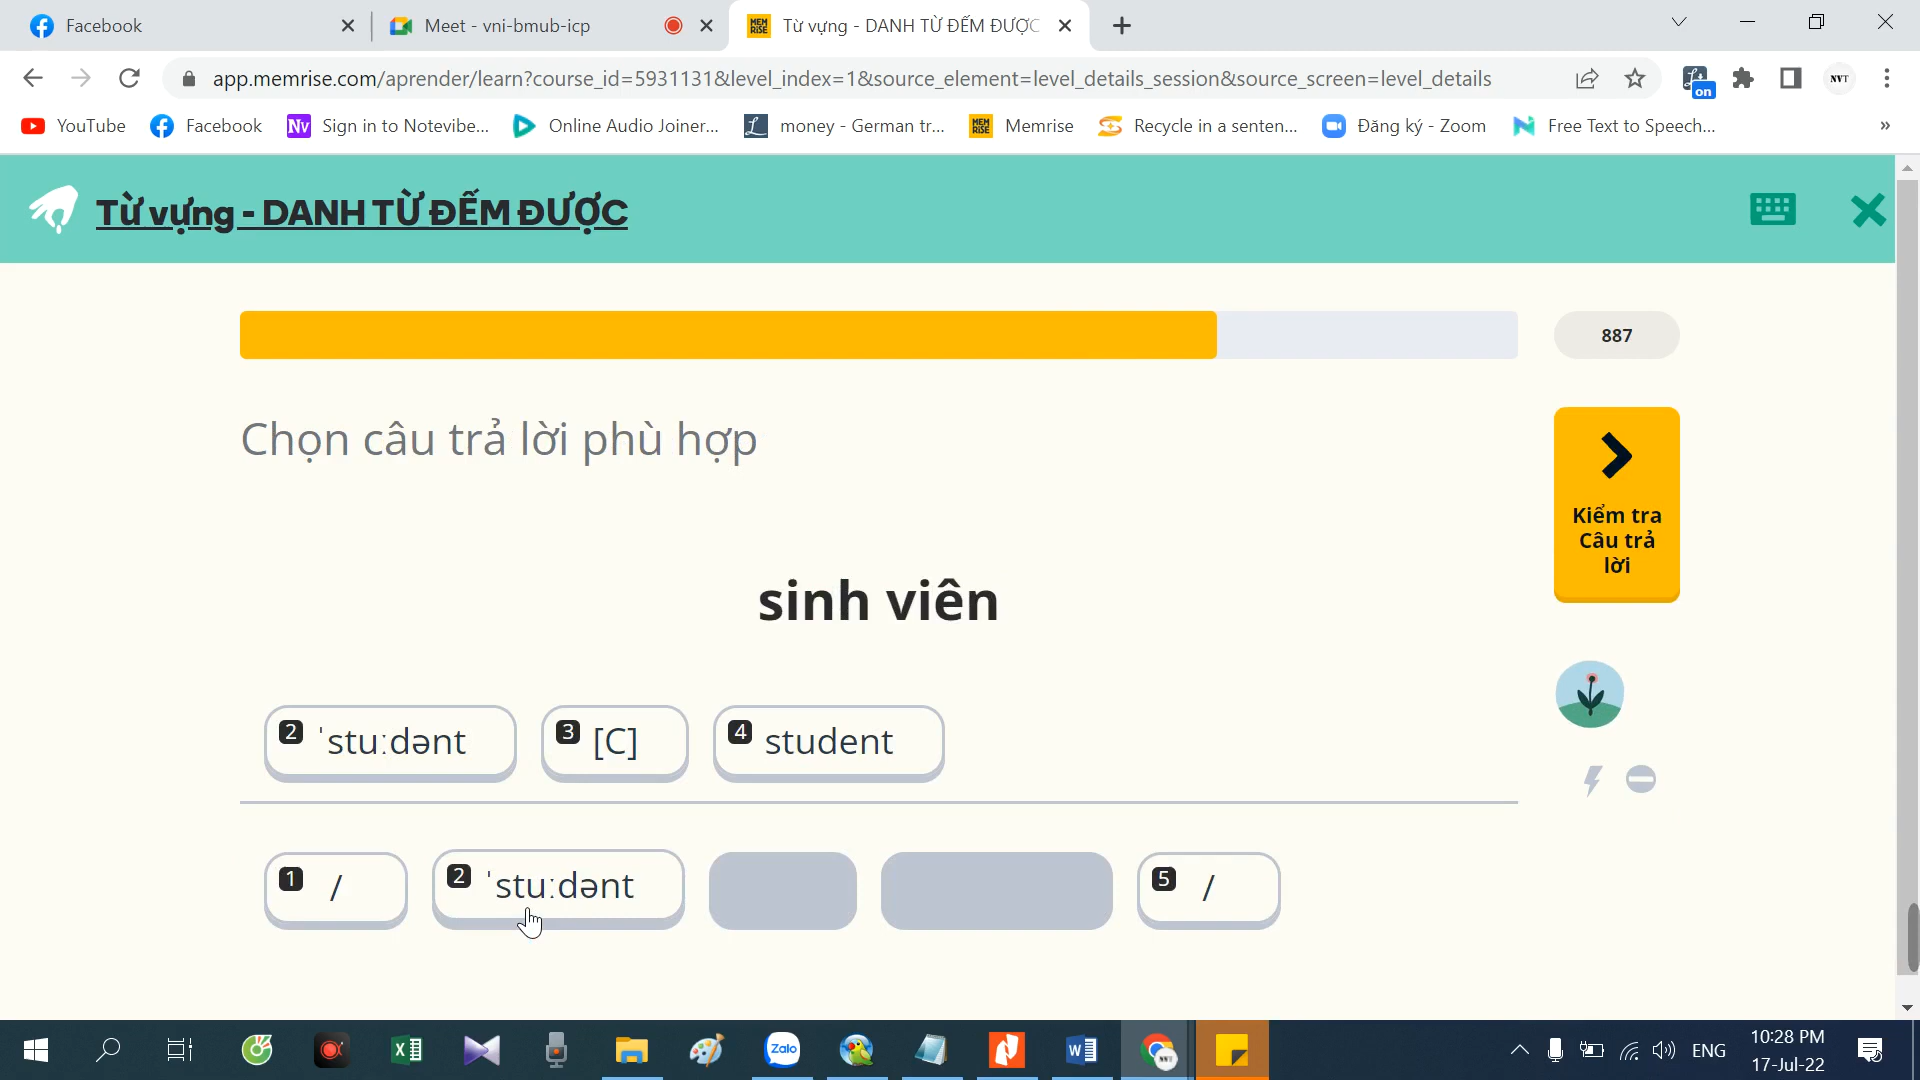 Facebook
Meet - vni-bmub-icp
Từ vựng - DANH TỪ ĐẾM ĐƯỢC
app.memrise.com/aprender/learn?course_id=5931131&level_index=1&source_element=level_details_session&source_screen=level_details
on
NVT
YouTube
Facebook
Sign in to Notevibe...
Online Audio Joiner...
money - German tr...
Memrise
Recycle in a senten...
Đăng ký - Zoom
Free Text to Speech...
»
Từ vựng - DANH TỪ ĐẾM ĐƯỢC
887
Chọn câu trả lời phù hợp
Kiểm tra
Câu trả
lời
sinh viên
2 ˈstuːdənt
3 [C]
4 student
1 /
2 ˈstuːdənt
5 /
Zalo
ENG
10:28 PM
17-Jul-22